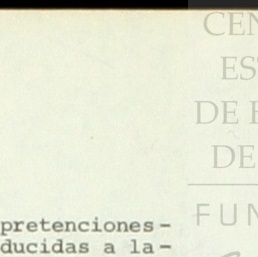 CEN
ES
DE E
DE
FUN
pretenciones-
ducidas a la-